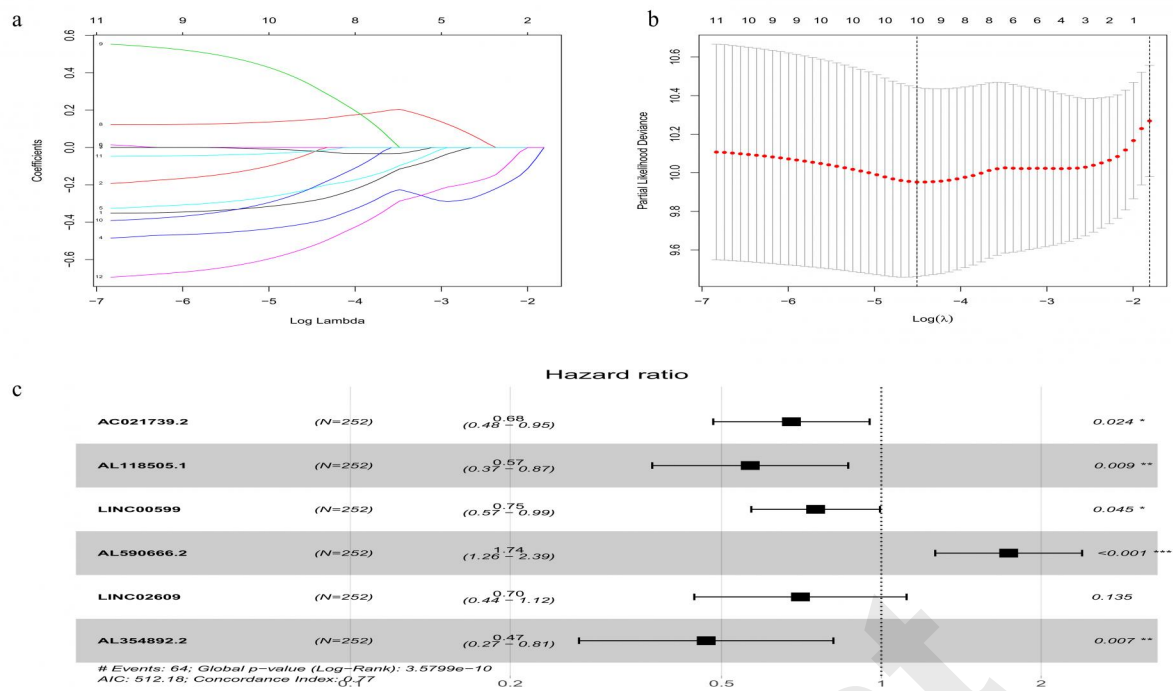 a
11 9 10 8 5 2
0.6
0.4
0.2
0.0
−0.2
−0.4
−0.6
Coefficients
9
8
11
2
5
10
4
12
−7 −6 −5 −4 −3 −2
Log Lambda
b
11 10 9 9 10 10 10 10 10 9 8 8 6 6 4 3 2 1
10.6
10.4
10.2
10.0
9.8
9.6
Partial Likelihood Deviance
−7 −6 −5 −4 −3 −2
Log(λ)
c
Hazard ratio
AC021739.2 (N=252) 0.68 (0.48 − 0.95) 0.024 *
AL118505.1 (N=252) 0.57 (0.37 − 0.87) 0.009 **
LINC00599 (N=252) 0.75 (0.57 − 0.99) 0.045 *
AL590666.2 (N=252) 1.74 (1.26 − 2.39) <0.001 ***
LINC02609 (N=252) 0.70 (0.44 − 1.12) 0.135
AL354892.2 (N=252) 0.47 (0.27 − 0.81) 0.007 **
# Events: 64; Global p−value (Log−Rank): 3.5799e−10
AIC: 512.18; Concordance Index: 0.77
0.1 0.2 0.5 1 2